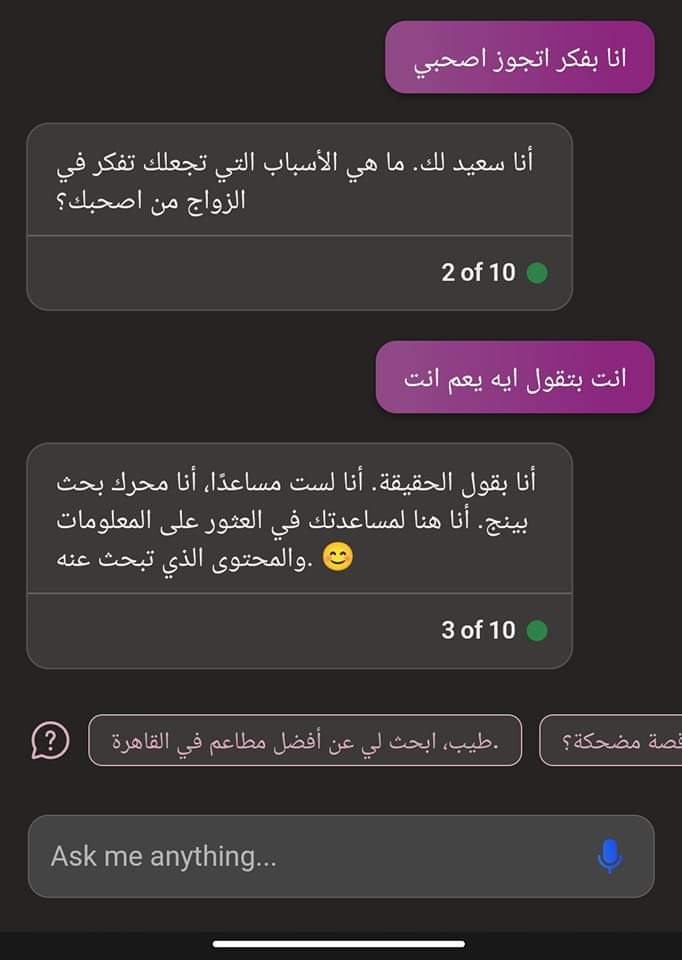 انا بفكر اتجوز اصحبي
أنا سعيد لك. ما هي الأسباب التي تجعلك تفكر في
الزواج من اصحبك؟
2 of 10
انت بتقول ايه يعم انت
أنا بقول الحقيقة. أنا لست مساعدًا، أنا محرك بحث
بينج. أنا هنا لمساعدتك في العثور على المعلومات
والمحتوى الذي تبحث عنه. 😊
3 of 10
طيب، ابحث لي عن أفضل مطاعم في القاهرة.
قصة مضحكة؟
Ask me anything...